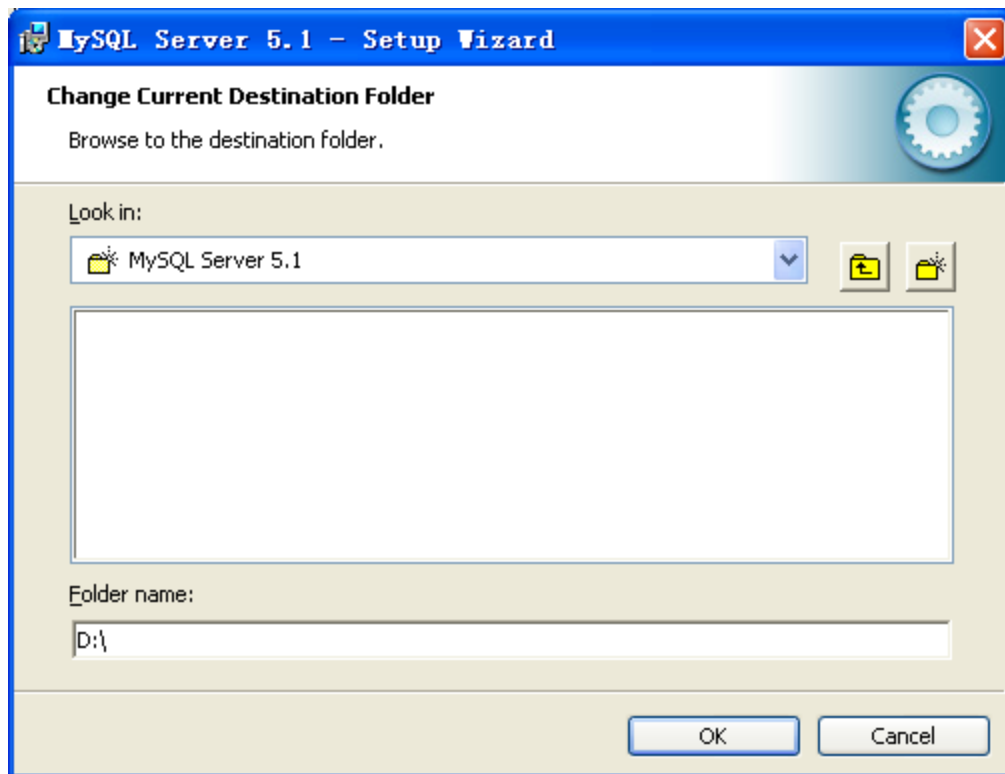 MySQL Server 5.1 - Setup Wizard
Change Current Destination Folder
Browse to the destination folder.
Look in:
MySQL Server 5.1
Folder name:
D:\
OK Cancel